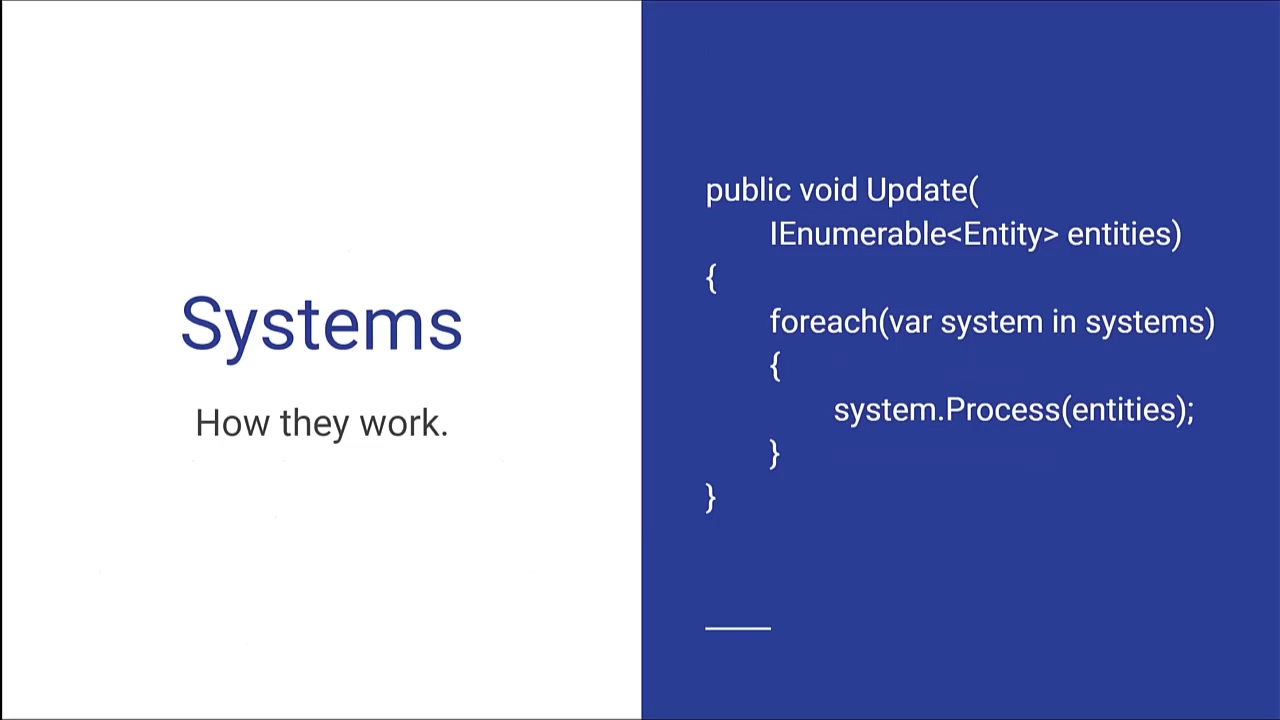 Systems
How they work.
public void Update(
IEnumerable<Entity> entities)
{
foreach(var system in systems)
{
system.Process(entities);
}
}